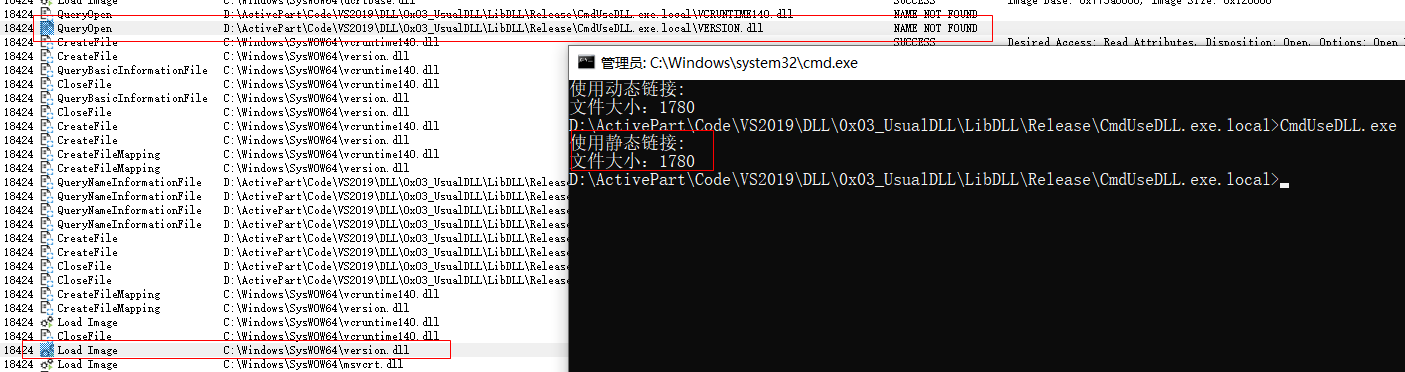 18424 CreateFile C:\Windows\SysWOW64\ucrtbase.dll SUCCESS Image Base: 0x7f5a0000, Image Size: 0x120000
18424 QueryOpen D:\ActivePart\Code\VS2019\DLL\0x03_UsualDLL\LibDLL\Release\CmdUseDLL.exe.local\VCRUNTIME140.dll NAME NOT FOUND
18424 QueryOpen D:\ActivePart\Code\VS2019\DLL\0x03_UsualDLL\LibDLL\Release\CmdUseDLL.exe.local\VERSION.dll NAME NOT FOUND
18424 CreateFile C:\Windows\SysWOW64\vcruntime140.dll SUCCESS Desired Access: Read Attributes, Disposition: Open, Options: Open
18424 CreateFile C:\Windows\SysWOW64\version.dll
18424 QueryBasicInformationFile C:\Windows\SysWOW64\vcruntime140.dll
18424 CloseFile C:\Windows\SysWOW64\vcruntime140.dll
18424 QueryBasicInformationFile C:\Windows\SysWOW64\version.dll
18424 CloseFile C:\Windows\SysWOW64\version.dll
18424 CreateFile C:\Windows\SysWOW64\vcruntime140.dll
18424 CreateFile C:\Windows\SysWOW64\version.dll
18424 CreateFileMapping C:\Windows\SysWOW64\vcruntime140.dll
18424 CreateFileMapping C:\Windows\SysWOW64\version.dll
18424 QueryNameInformationFile D:\ActivePart\Code\VS2019\DLL\0x03_UsualDLL\LibDLL\Releas
18424 QueryNameInformationFile D:\ActivePart\Code\VS2019\DLL\0x03_UsualDLL\LibDLL\Releas
18424 QueryNameInformationFile D:\ActivePart\Code\VS2019\DLL\0x03_UsualDLL\LibDLL\Releas
18424 QueryNameInformationFile D:\ActivePart\Code\VS2019\DLL\0x03_UsualDLL\LibDLL\Releas
18424 CreateFile D:\ActivePart\Code\VS2019\DLL\0x03_UsualDLL\LibDLL\Releas
18424 CreateFile D:\ActivePart\Code\VS2019\DLL\0x03_UsualDLL\LibDLL\Releas
18424 CloseFile D:\ActivePart\Code\VS2019\DLL\0x03_UsualDLL\LibDLL\Releas
18424 CloseFile D:\ActivePart\Code\VS2019\DLL\0x03_UsualDLL\LibDLL\Releas
18424 CreateFileMapping C:\Windows\SysWOW64\vcruntime140.dll
18424 CreateFileMapping C:\Windows\SysWOW64\version.dll
18424 Load Image C:\Windows\SysWOW64\vcruntime140.dll
18424 CloseFile C:\Windows\SysWOW64\vcruntime140.dll
18424 Load Image C:\Windows\SysWOW64\version.dll
18424 Load Image C:\Windows\SysWOW64\msvcrt.dll
管理员: C:\Windows\system32\cmd.exe
使用动态链接:
文件大小：1780
D:\ActivePart\Code\VS2019\DLL\0x03_UsualDLL\LibDLL\Release\CmdUseDLL.exe.local>CmdUseDLL.exe
使用静态链接:
文件大小：1780
D:\ActivePart\Code\VS2019\DLL\0x03_UsualDLL\LibDLL\Release\CmdUseDLL.exe.local>